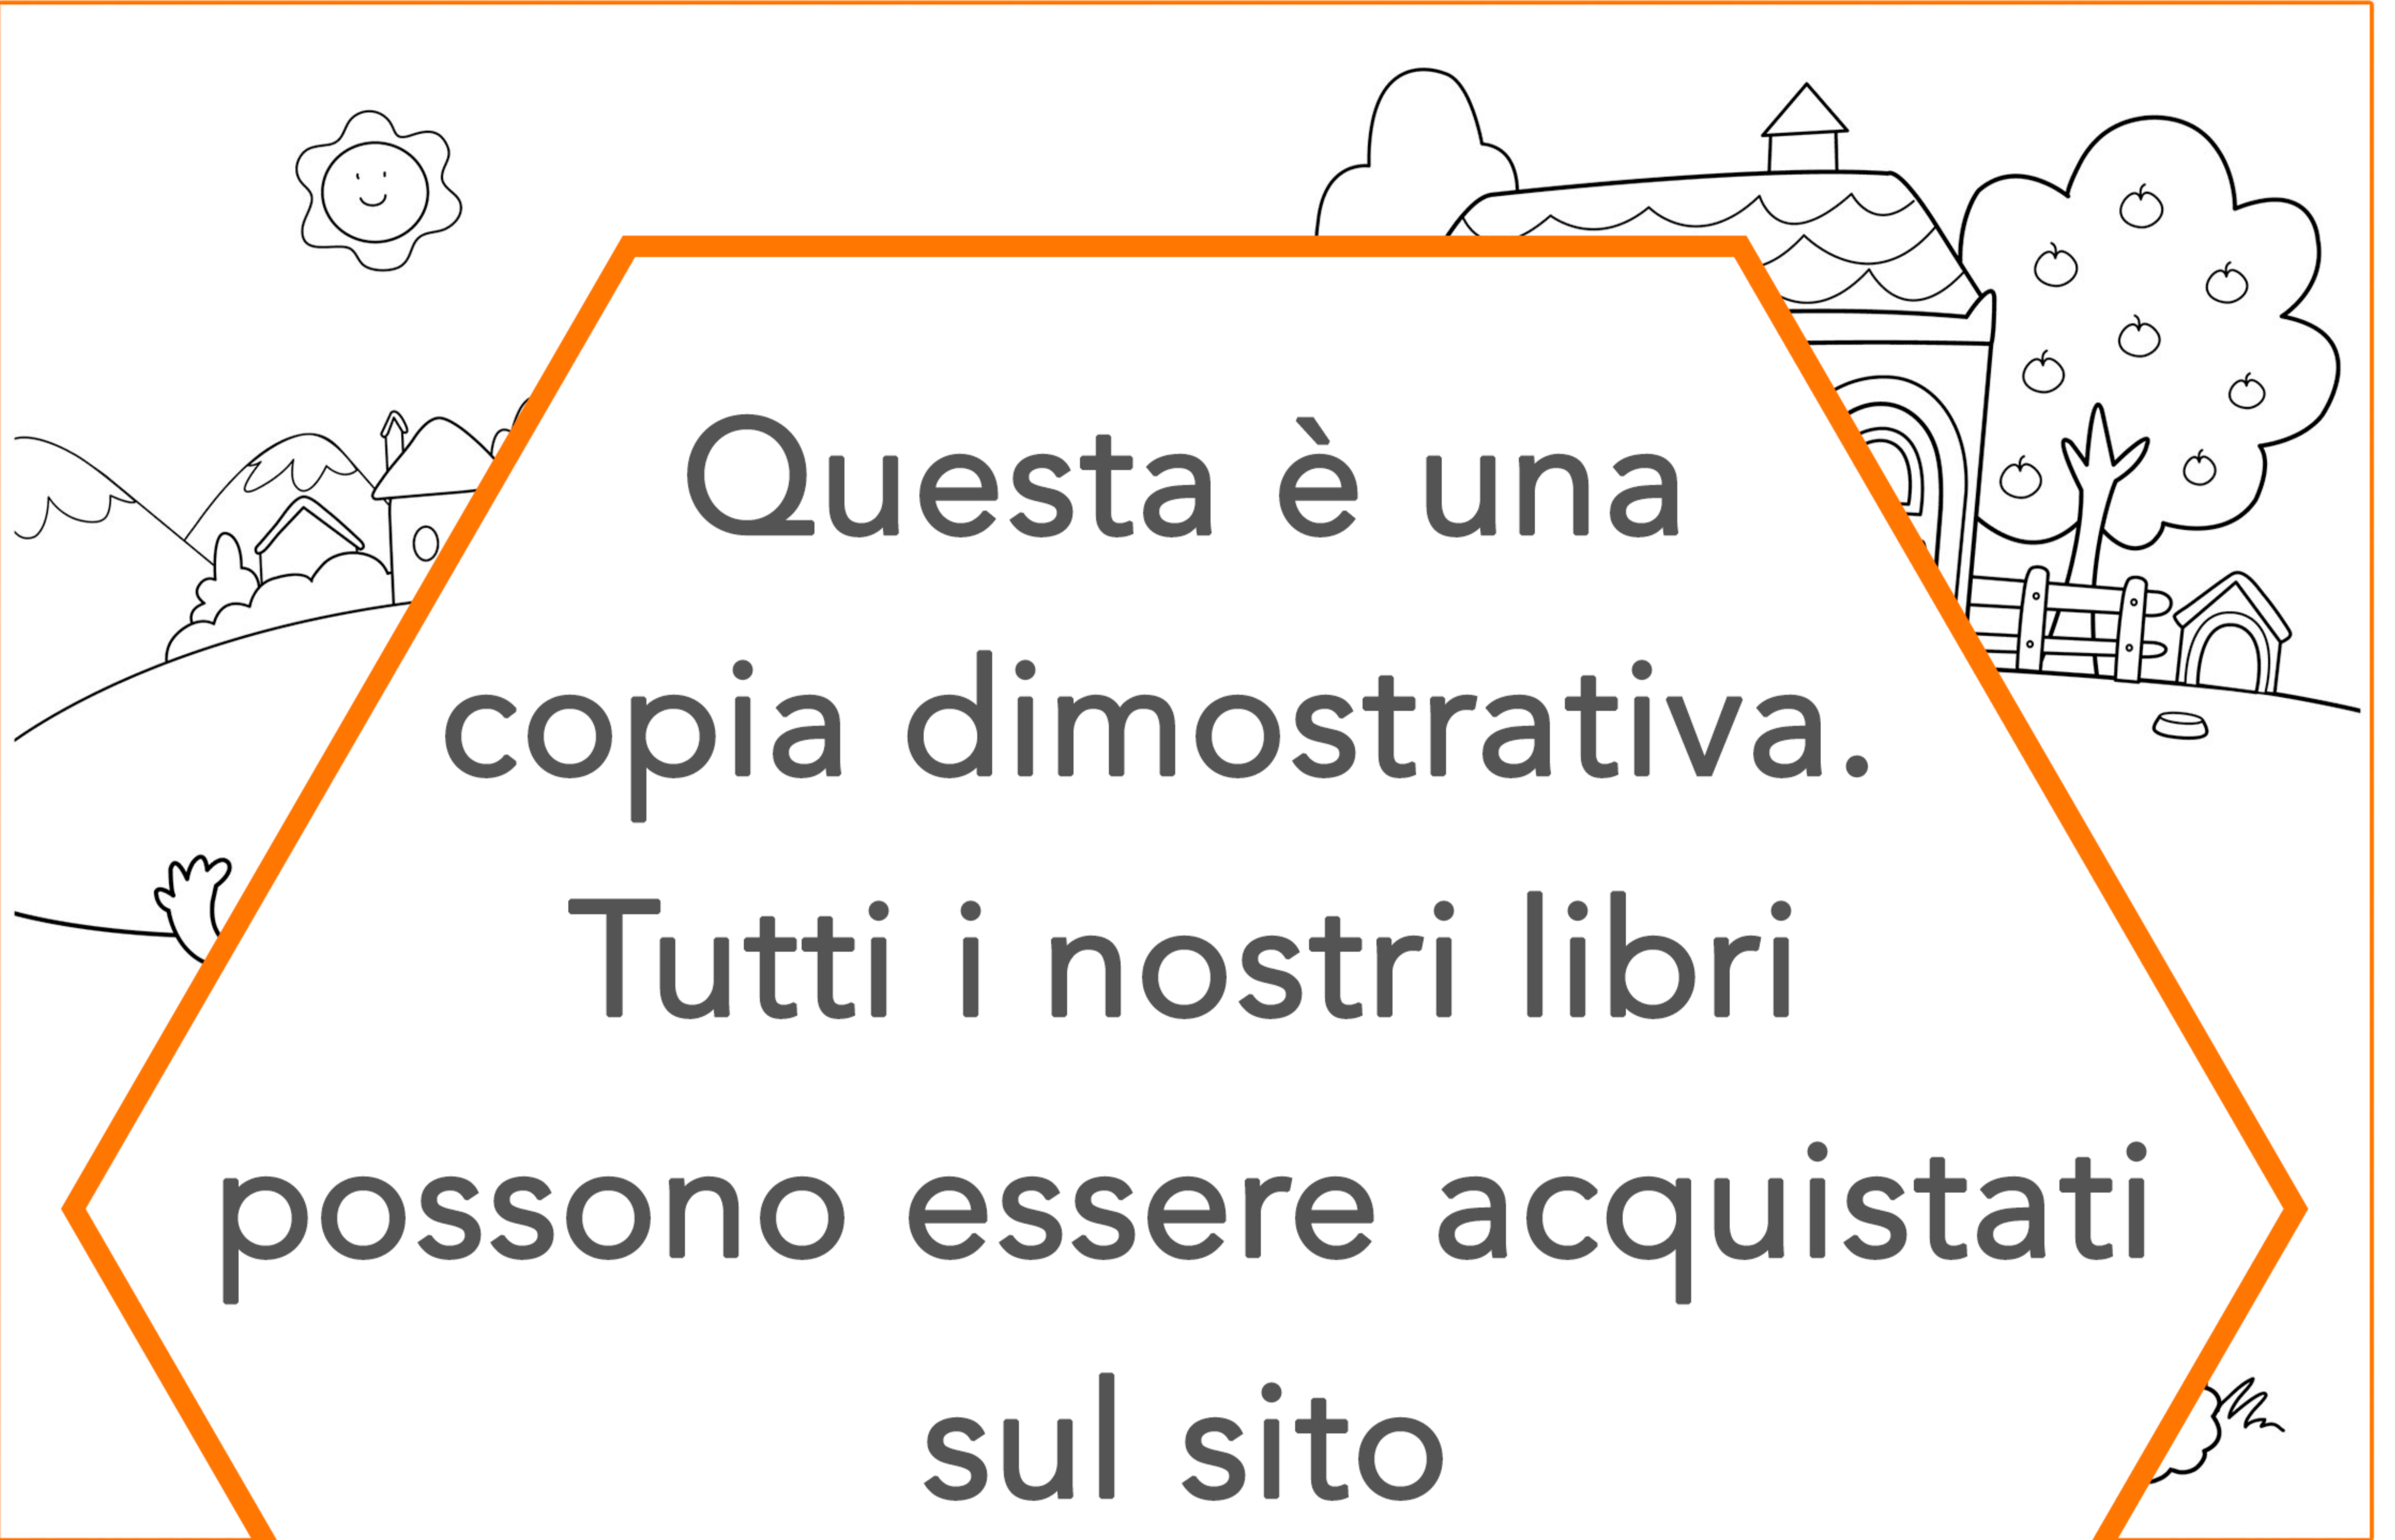 Questa è una
copia dimostrativa.
Tutti i nostri libri
possono essere acquistati
sul sito